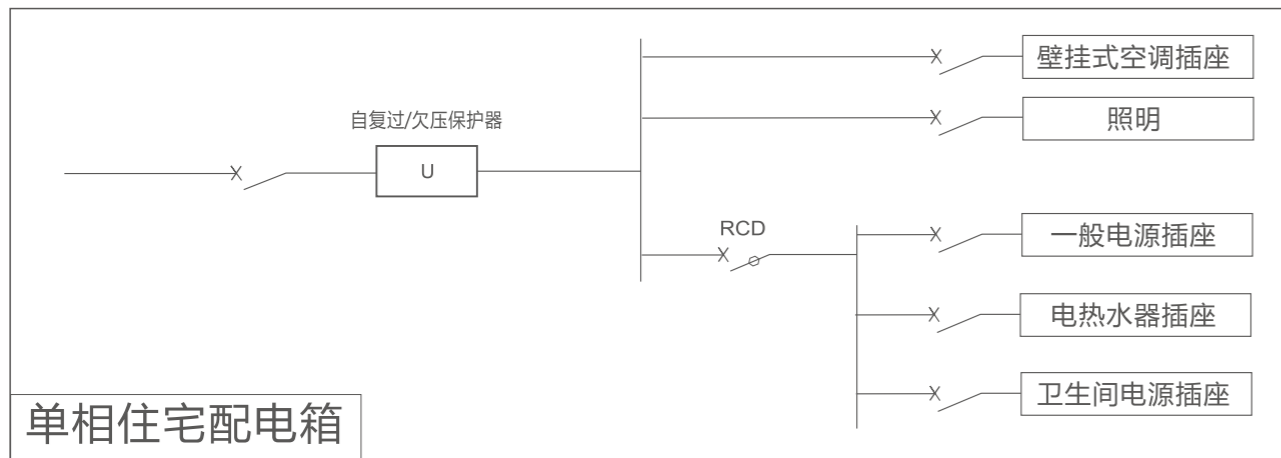 壁挂式空调插座
自复过/欠压保护器
照明
U
RCD
一般电源插座
电热水器插座
卫生间电源插座
单相住宅配电箱